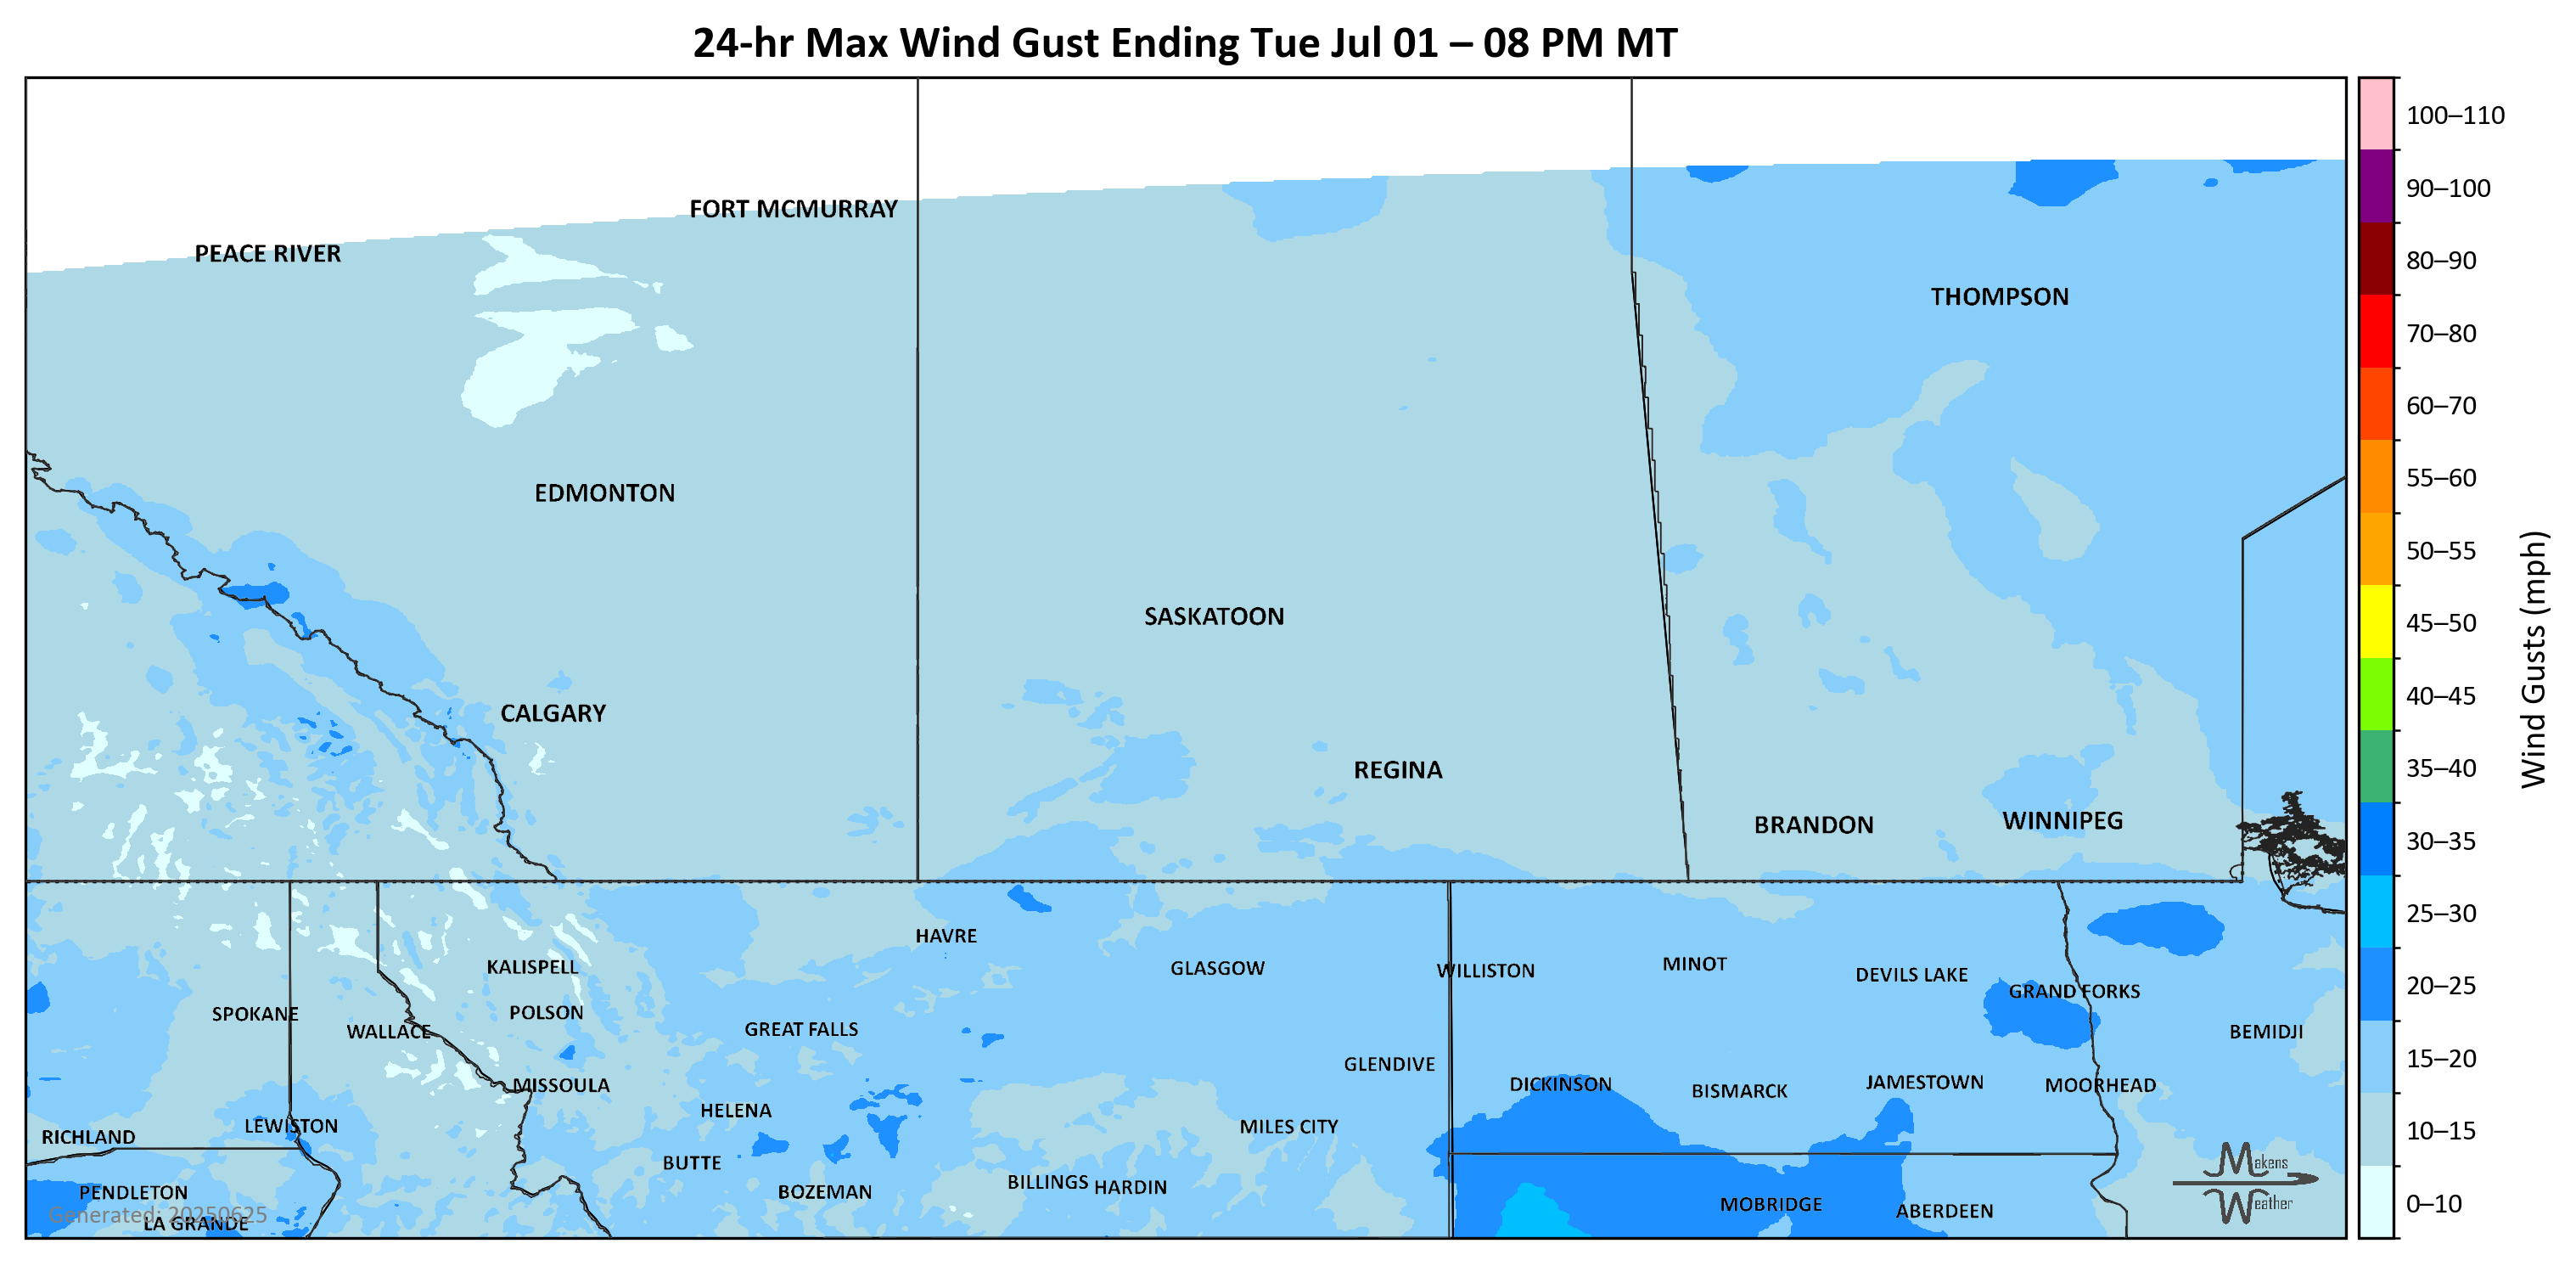 24-hr Max Wind Gust Ending Tue Jul 01 – 08 PM MT
100–110
90–100
80–90
70–80
60–70
55–60
50–55
45–50
40–45
35–40
30–35
25–30
20–25
15–20
10–15
0–10
Wind Gusts (mph)
FORT MCMURRAY
PEACE RIVER
THOMPSON
EDMONTON
SASKATOON
CALGARY
REGINA
BRANDON
WINNIPEG
HAVRE
KALISPELL
GLASGOW
WILLISTON
MINOT
DEVILS LAKE
GRAND FORKS
SPOKANE
POLSON
WALLACE
GREAT FALLS
BEMIDJI
GLENDIVE
MISSOULA
DICKINSON
BISMARCK
JAMESTOWN
MOORHEAD
HELENA
LEWISTON
MILES CITY
RICHLAND
BUTTE
BILLINGS
HARDIN
PENDLETON
BOZEMAN
MOBRIDGE
ABERDEEN
LA GRANDE
Generated: 20250625
Makens
Weather